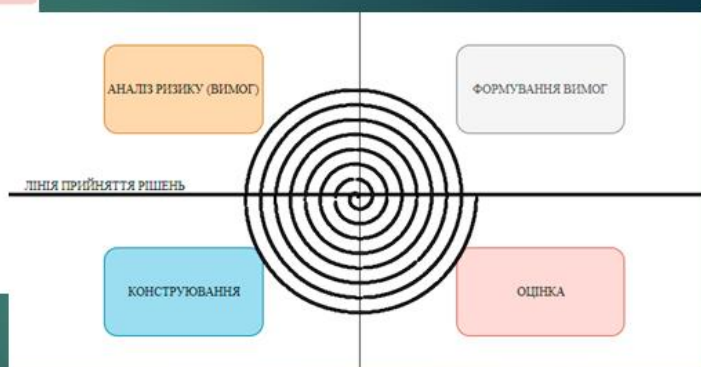 АНАЛІЗ РИЗИКУ (ВИМОГ)
ФОРМУВАННЯ ВИМОГ
ЛІНІЯ ПРИЙНЯТТЯ РІШЕНЬ
КОНСТРУЮВАННЯ
ОЦІНКА